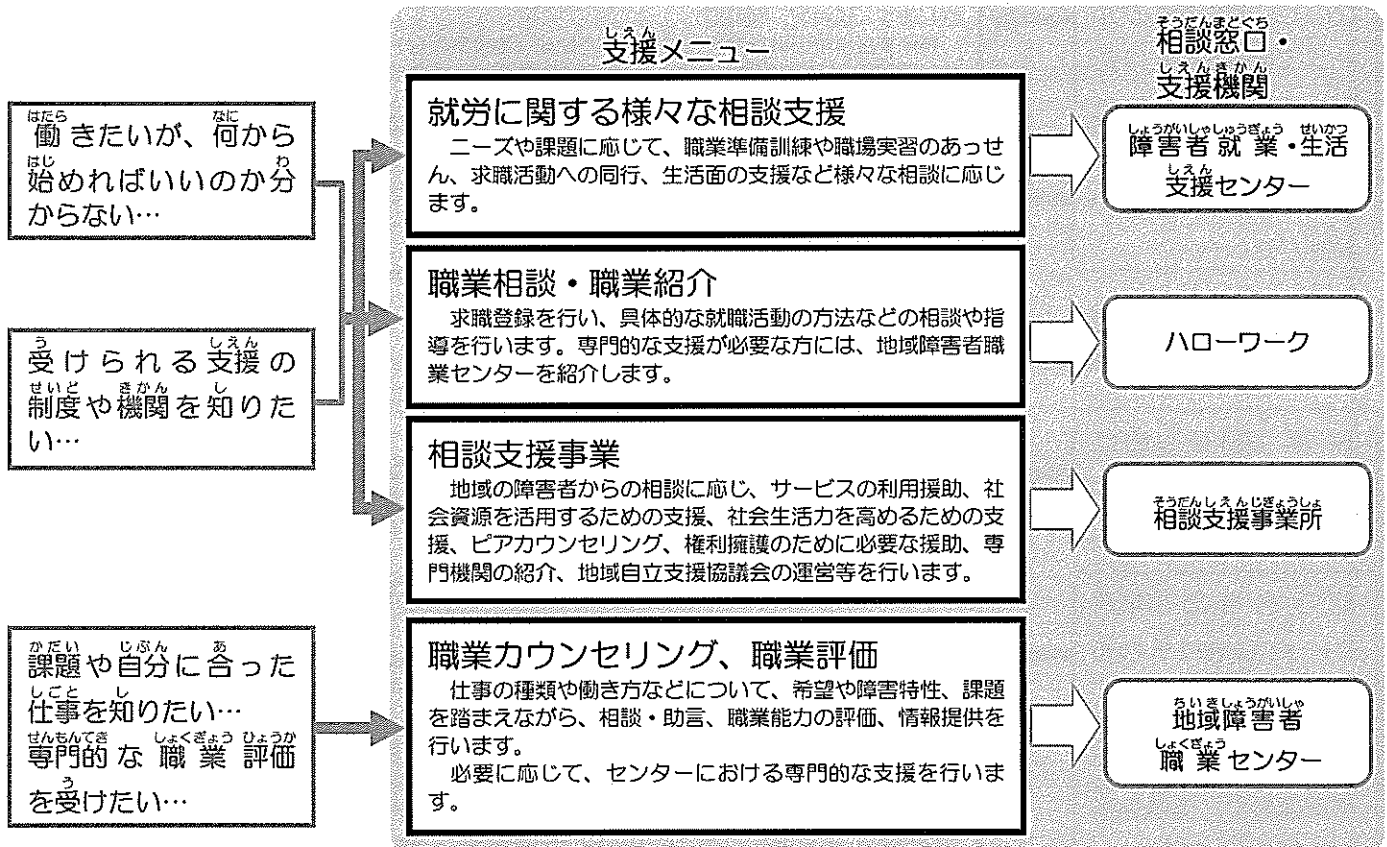 支援メニュー
相談窓口・
支援機関
働きたいが、何から
始めればいいのか分
からない…
受けられる支援の
制度や機関を知りた
い…
課題や自分に合った
仕事を知りたい…
専門的な職業評価
を受けたい…
就労に関する様々な相談支援
ニーズや課題に応じて、職業準備訓練や職場実習のあっせ
ん、求職活動への同行、生活面の支援など様々な相談に応じ
ます。
障害者就業・生活
支援センター
職業相談・職業紹介
求職登録を行い、具体的な就職活動の方法などの相談や指
導を行います。専門的な支援が必要な方には、地域障害者職
業センターを紹介します。
ハローワーク
相談支援事業
地域の障害者からの相談に応じ、サービスの利用援助、社
会資源を活用するための支援、社会生活力を高めるための支
援、ピアカウンセリング、権利擁護のために必要な援助、専
門機関の紹介、地域自立支援協議会の運営等を行います。
相談支援事業所
職業カウンセリング、職業評価
仕事の種類や働き方などについて、希望や障害特性、課題
を踏まえながら、相談・助言、職業能力の評価、情報提供を
行います。
必要に応じて、センターにおける専門的な支援を行いま
す。
地域障害者
職業センター